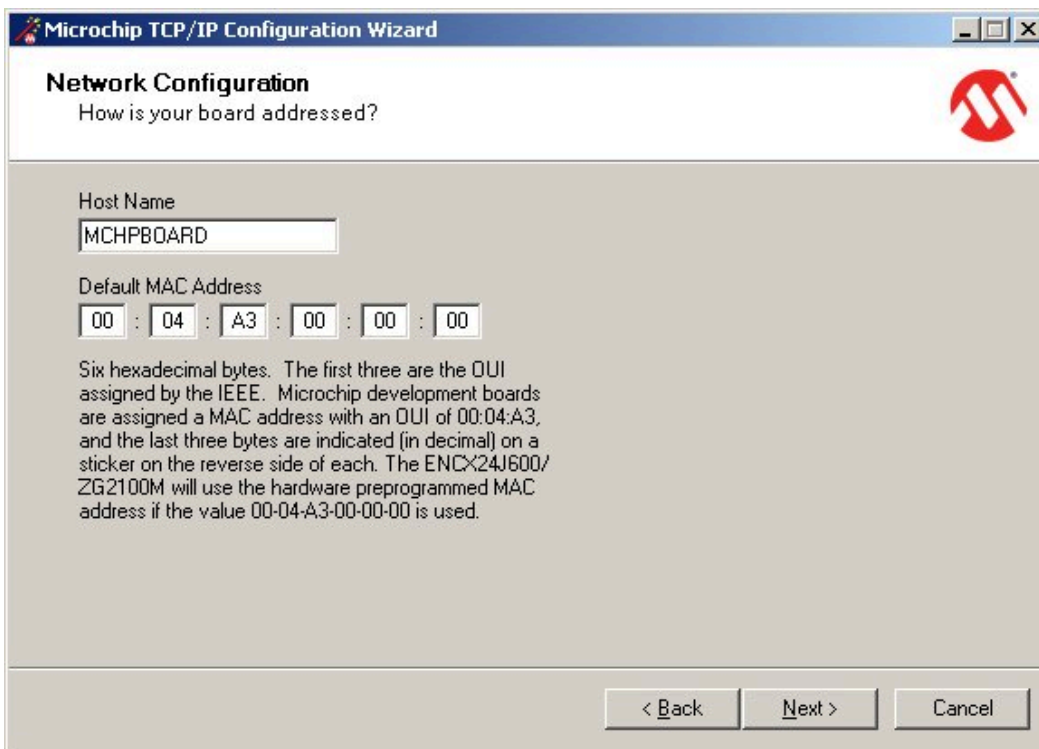 Microchip TCP/IP Configuration Wizard
Network Configuration
How is your board addressed?
Host Name
MCHPBOARD
Default MAC Address
00 : 04 : A3 : 00 : 00 : 00
Six hexadecimal bytes. The first three are the OUI
assigned by the IEEE. Microchip development boards
are assigned a MAC address with an OUI of 00:04:A3,
and the last three bytes are indicated (in decimal) on a
sticker on the reverse side of each. The ENCX24J600/
ZG2100M will use the hardware preprogrammed MAC
address if the value 00-04-A3-00-00-00 is used.
< Back Next > Cancel